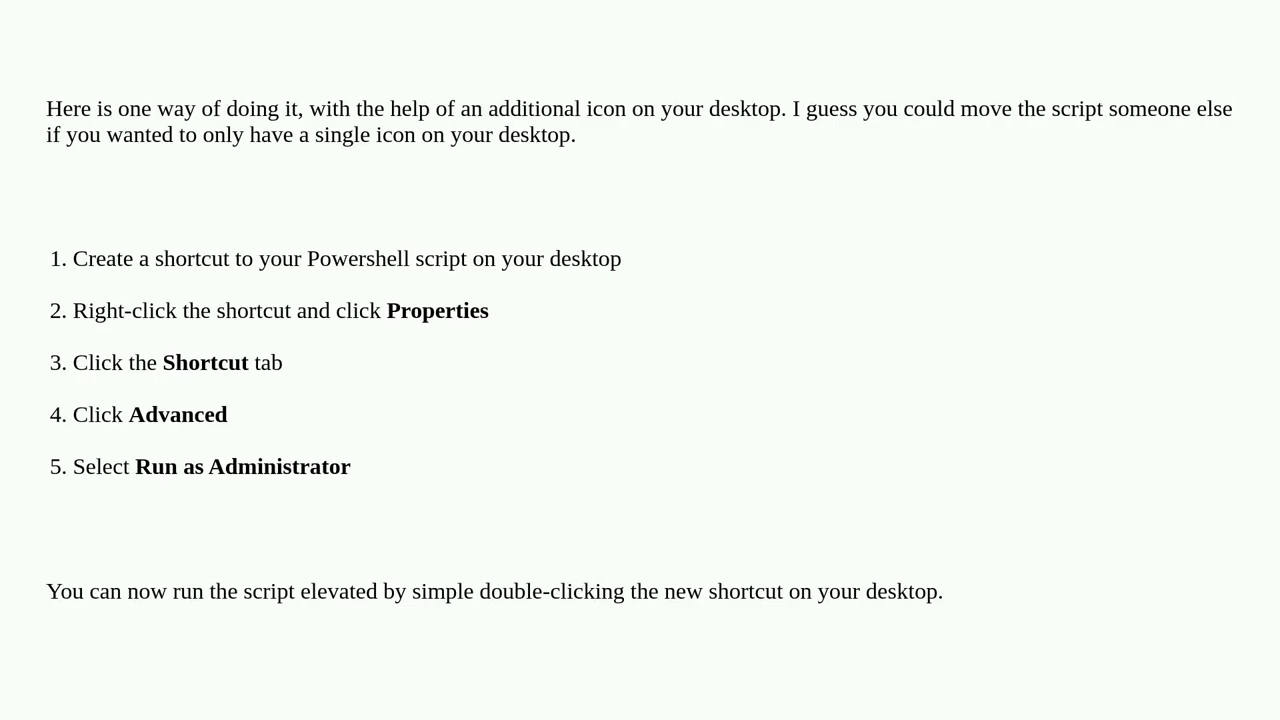 Here is one way of doing it, with the help of an additional icon on your desktop. I guess you could move the script someone else
if you wanted to only have a single icon on your desktop.
1. Create a shortcut to your Powershell script on your desktop
2. Right-click the shortcut and click Properties
3. Click the Shortcut tab
4. Click Advanced
5. Select Run as Administrator
You can now run the script elevated by simple double-clicking the new shortcut on your desktop.